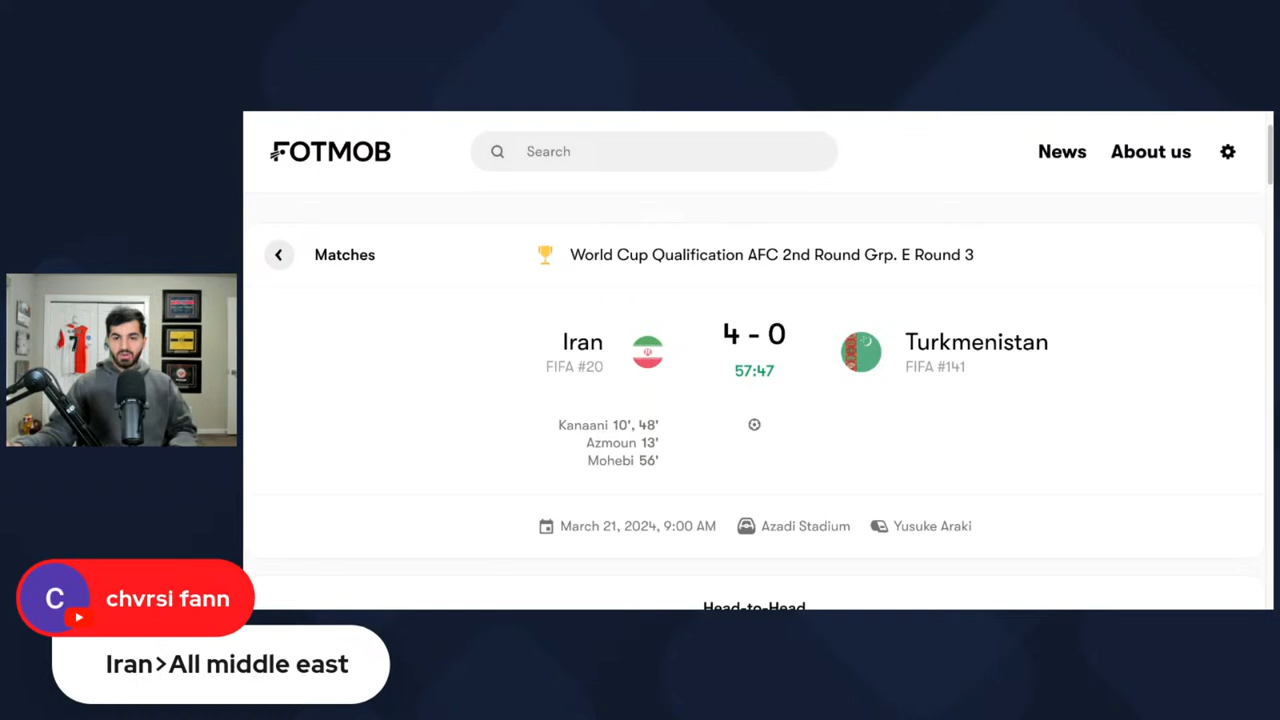 FOTMOB
Search
News
About us
Matches
World Cup Qualification AFC 2nd Round Grp. E Round 3
Iran
FIFA #20
4 - 0
57:47
Turkmenistan
FIFA #141
Kanaani 10', 48'
Azmoun 13'
Mohebi 56'
March 21, 2024, 9:00 AM
Azadi Stadium
Yusuke Araki
Head-to-Head
7
C
chvrsi fann
Iran>All middle east